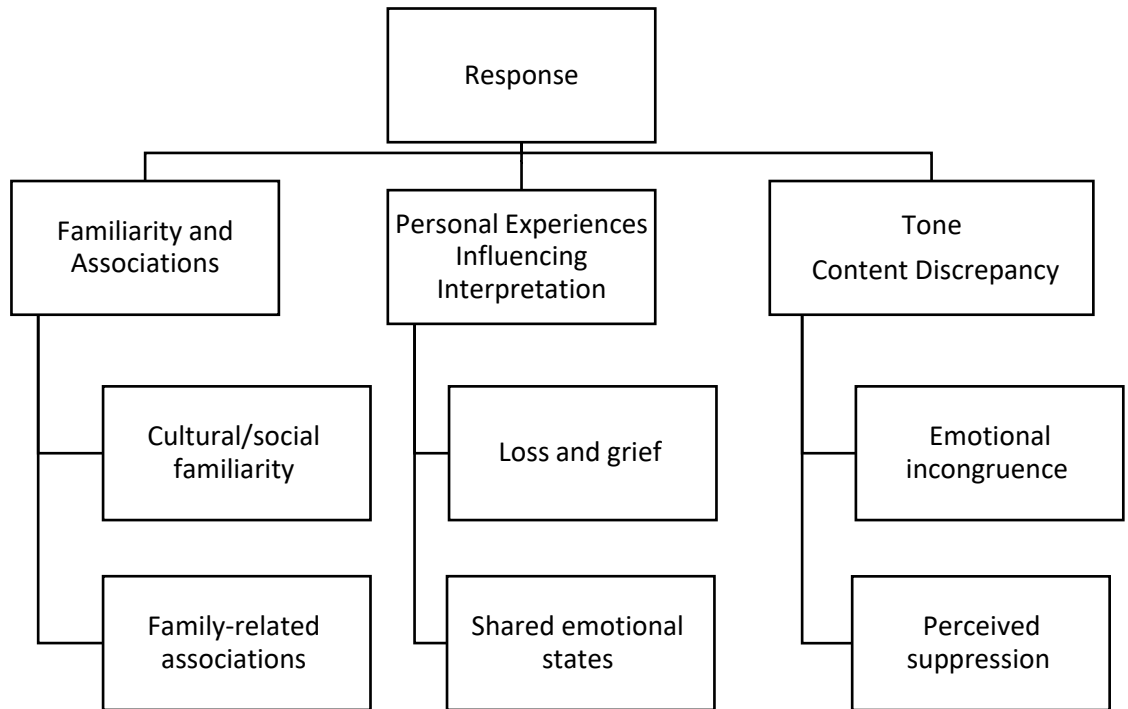 Response
Familiarity and
Associations
Personal Experiences
Influencing
Interpretation
Tone
Content Discrepancy
Cultural/social
familiarity
Loss and grief
Emotional
incongruence
Family-related
associations
Shared emotional
states
Perceived
suppression